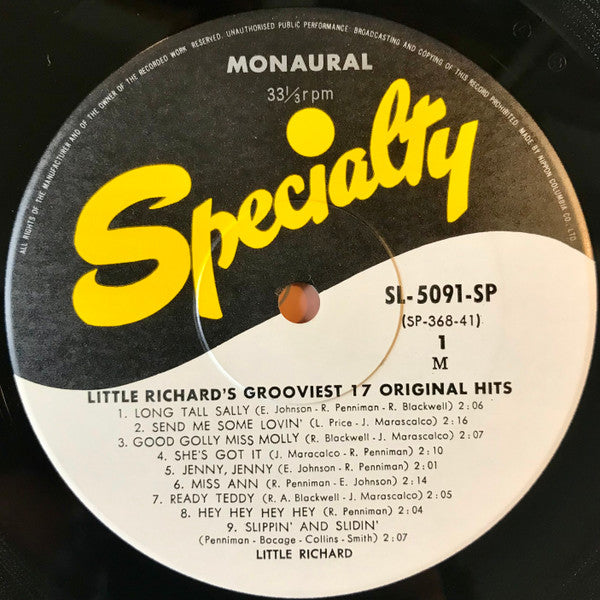 ALL RIGHTS OF THE MANUFACTURER AND OF THE OWNER OF THE RECORDED WORK RESERVED. UNAUTHORISED PUBLIC PERFORMANCE, BROADCASTING AND COPYING OF THIS RECORD PROHIBITED. MADE BY NIPPON COLUMBIA CO., LTD.
MONAURAL
33 1/3 rpm
Specialty
SL-5091-SP
(SP-368-41)
1
M
LITTLE RICHARD'S GROOVIEST 17 ORIGINAL HITS
1. LONG TALL SALLY (E. Johnson - R. Penniman - R. Blackwell) 2:06
2. SEND ME SOME LOVIN' (L. Price - J. Marascalco) 2:16
3. GOOD GOLLY MISS MOLLY (R. Blackwell - J. Marascalco) 2:07
4. SHE'S GOT IT (J. Maracalco - R. Penniman) 2:10
5. JENNY, JENNY (E. Johnson - R. Penniman) 2:01
6. MISS ANN (R. Penniman - E. Johnson) 2:14
7. READY TEDDY (R. A. Blackwell - J. Marascalco) 2:05
8. HEY HEY HEY HEY (R. Penniman) 2:04
9. SLIPPIN' AND SLIDIN'
(Penniman - Bocage - Collins - Smith) 2:07
LITTLE RICHARD